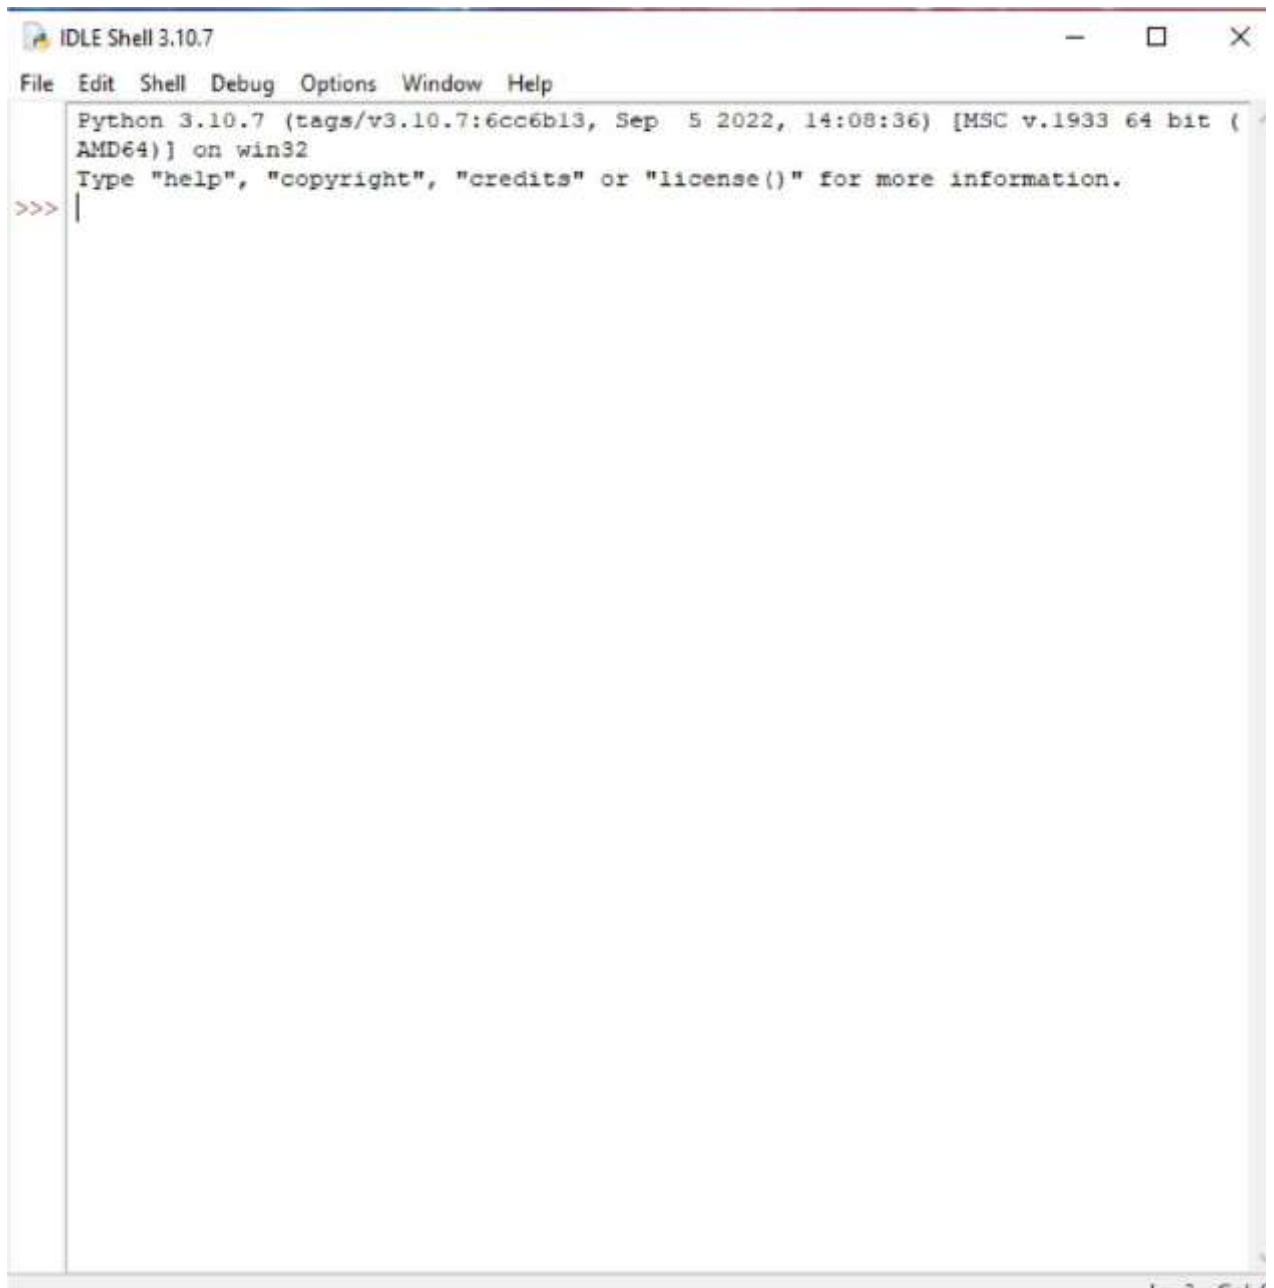 IDLE Shell 3.10.7
File Edit Shell Debug Options Window Help
Python 3.10.7 (tags/v3.10.7:6cc6b13, Sep  5 2022, 14:08:36) [MSC v.1933 64 bit (
AMD64)] on win32
Type "help", "copyright", "credits" or "license()" for more information.
>>>